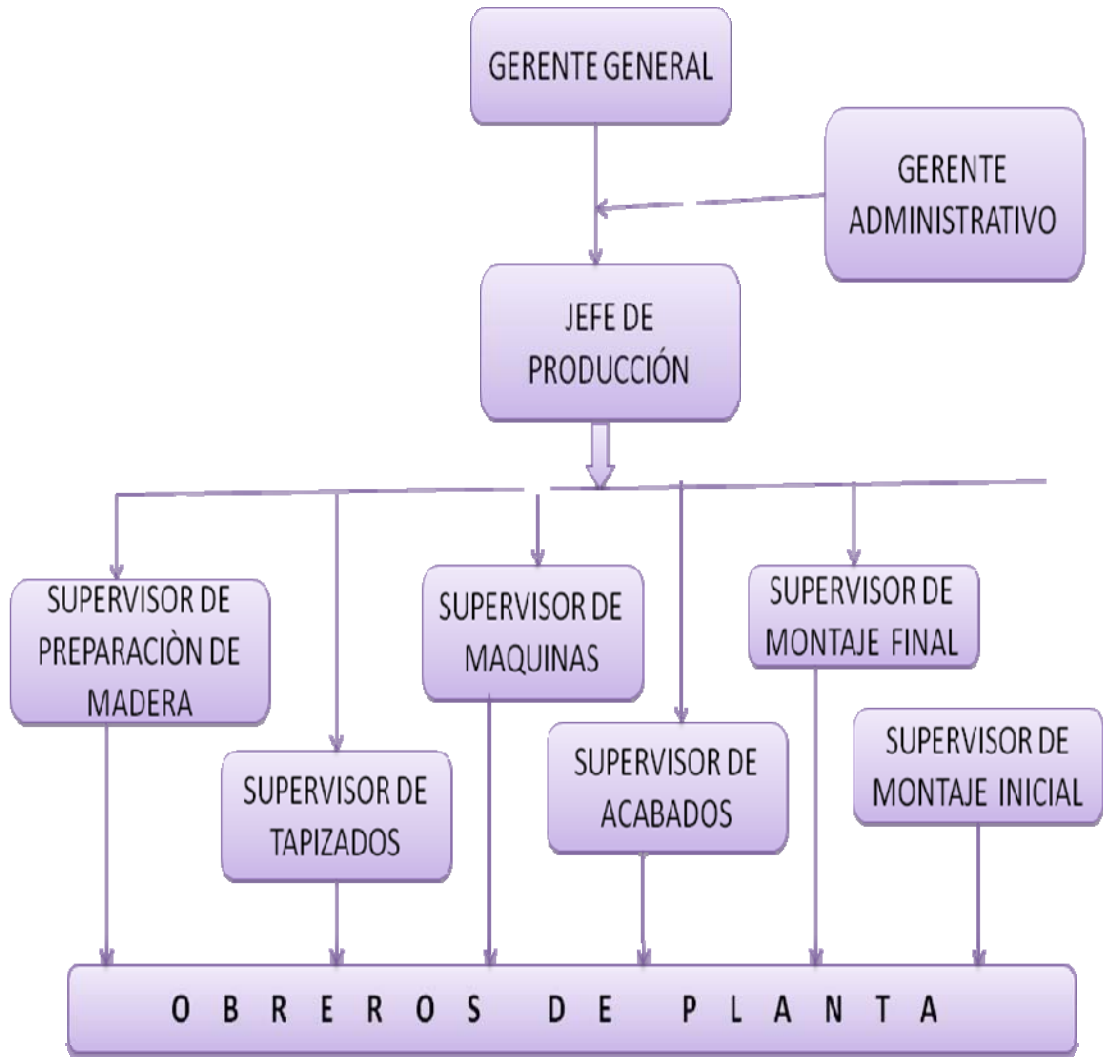 GERENTE GENERAL
GERENTE
ADMINISTRATIVO
JEFE DE
PRODUCCIÓN
SUPERVISOR DE
PREPARACIÒN DE
MADERA
SUPERVISOR DE
TAPIZADOS
SUPERVISOR DE
MAQUINAS
SUPERVISOR DE
ACABADOS
SUPERVISOR DE
MONTAJE FINAL
SUPERVISOR DE
MONTAJE INICIAL
O B R E R O S D E P L A N T A